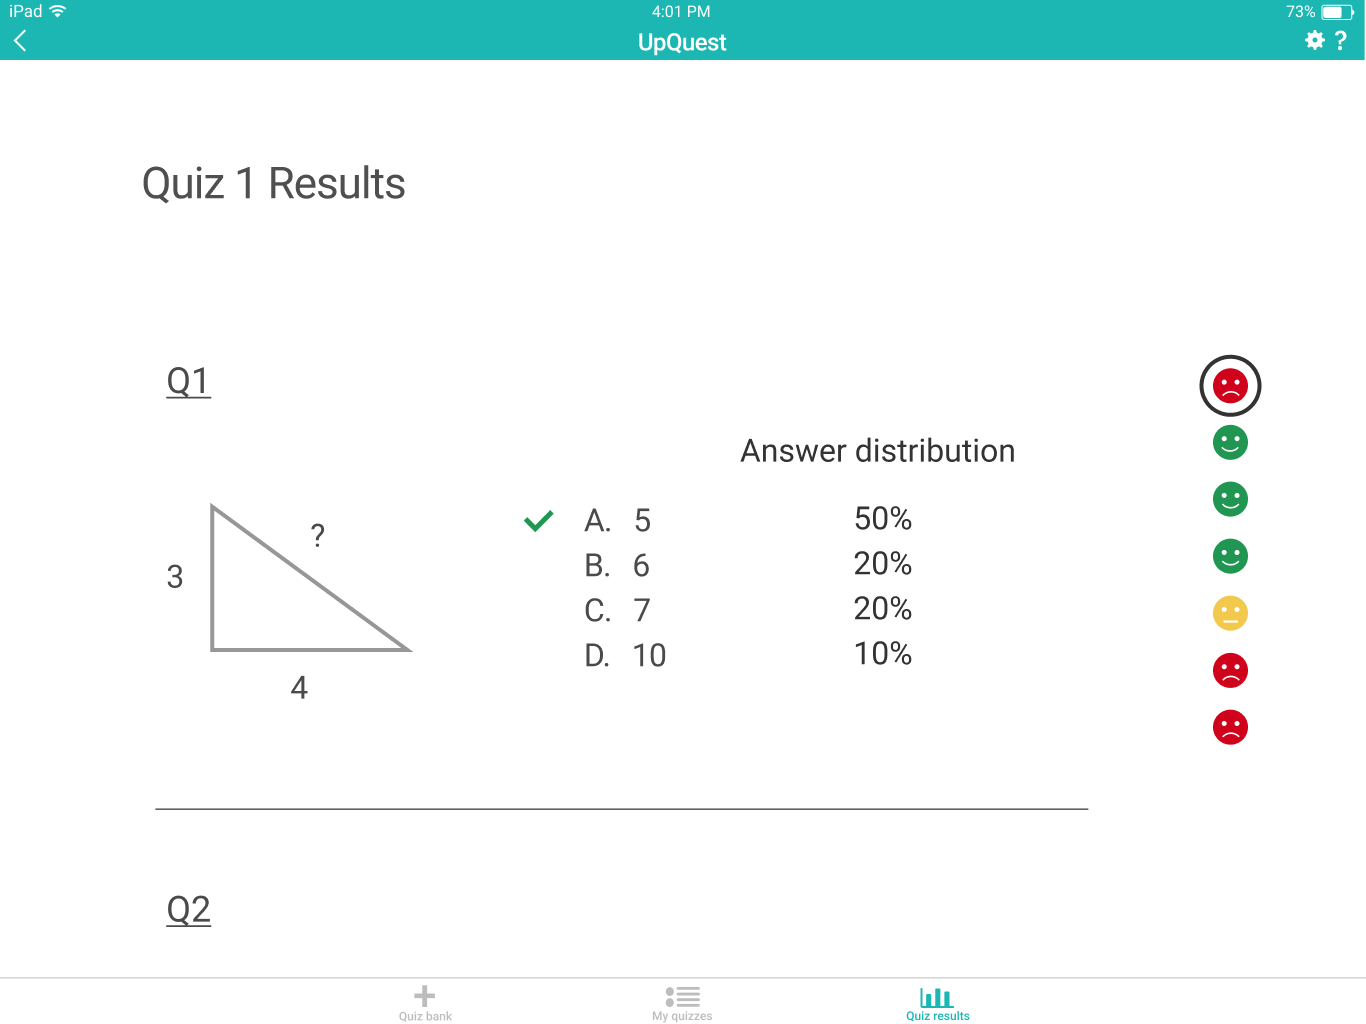 iPad 4:01 PM 73%
UpQuest ?
Quiz 1 Results
Q1
Answer distribution
A. 5 50%
B. 6 20%
C. 7 20%
D. 10 10%
?
3
4
Q2
Quiz bank My quizzes Quiz results